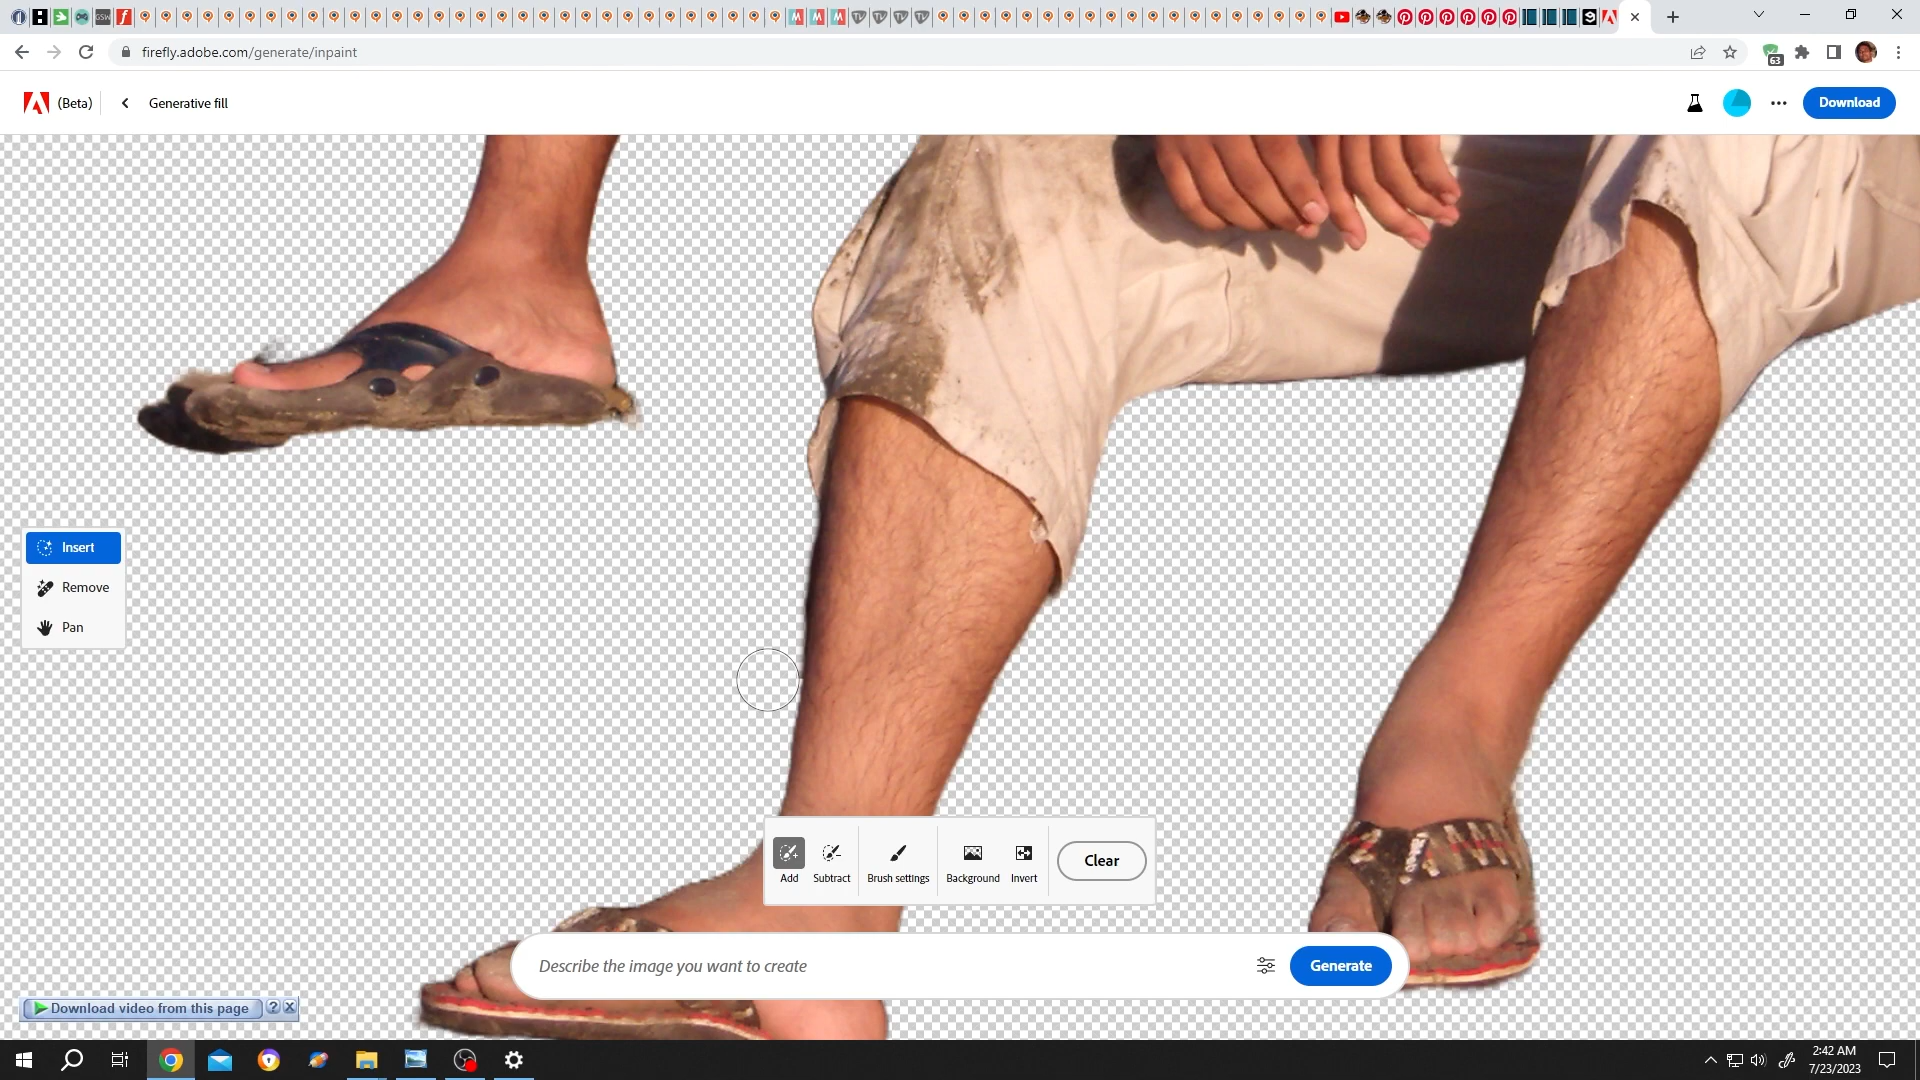 firefly.adobe.com/generate/inpaint
63
(Beta)
Generative fill
Download
Insert
Remove
Pan
Add
Subtract
Brush settings
Background
Invert
Clear
Describe the image you want to create
Generate
Download video from this page
?
2:42 AM
7/23/2023